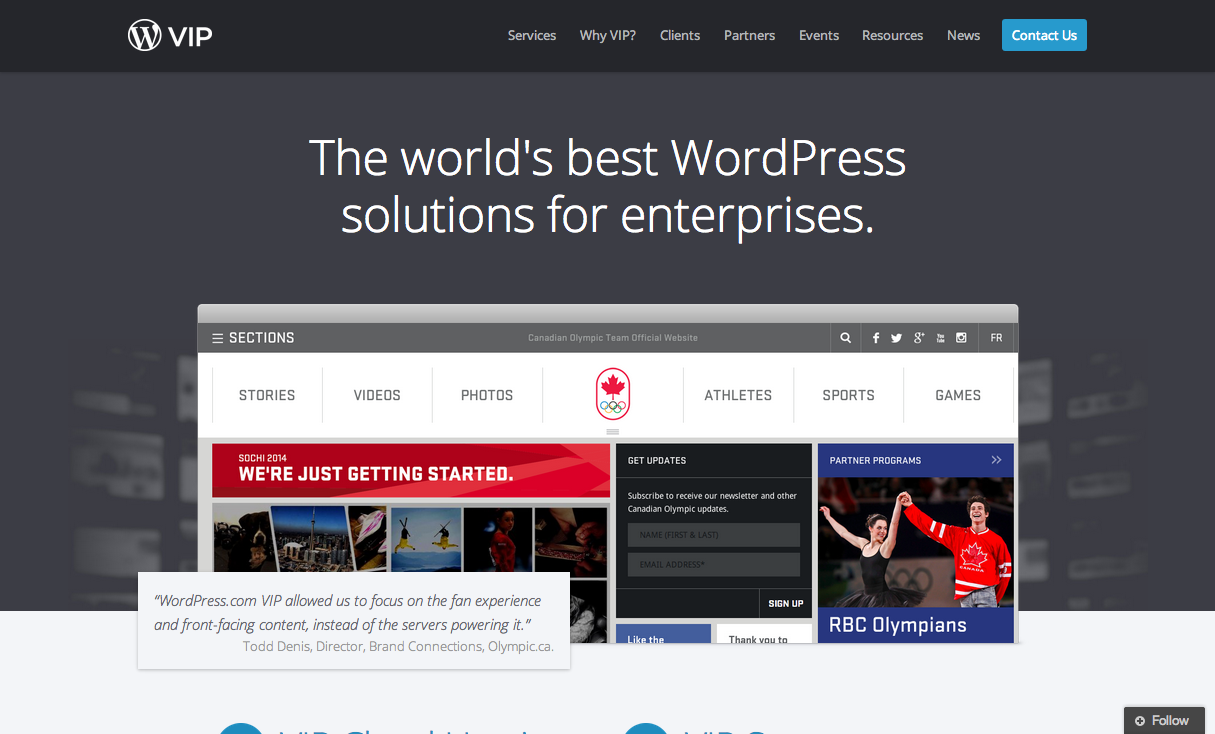 VIP
Services Why VIP? Clients Partners Events Resources News Contact Us
The world's best WordPress
solutions for enterprises.
SECTIONS Canadian Olympic Team Official Website FR
STORIES VIDEOS PHOTOS ATHLETES SPORTS GAMES
SOCHI 2014
WE'RE JUST GETTING STARTED.
GET UPDATES
Subscribe to receive our newsletter and other
Canadian Olympic updates.
NAME (FIRST & LAST)
EMAIL ADDRESS*
SIGN UP
Like the
Thank you to
PARTNER PROGRAMS
CANADA
RBC Olympians
“WordPress.com VIP allowed us to focus on the fan experience
and front-facing content, instead of the servers powering it.”
Todd Denis, Director, Brand Connections, Olympic.ca.
VIP VIP
Follow